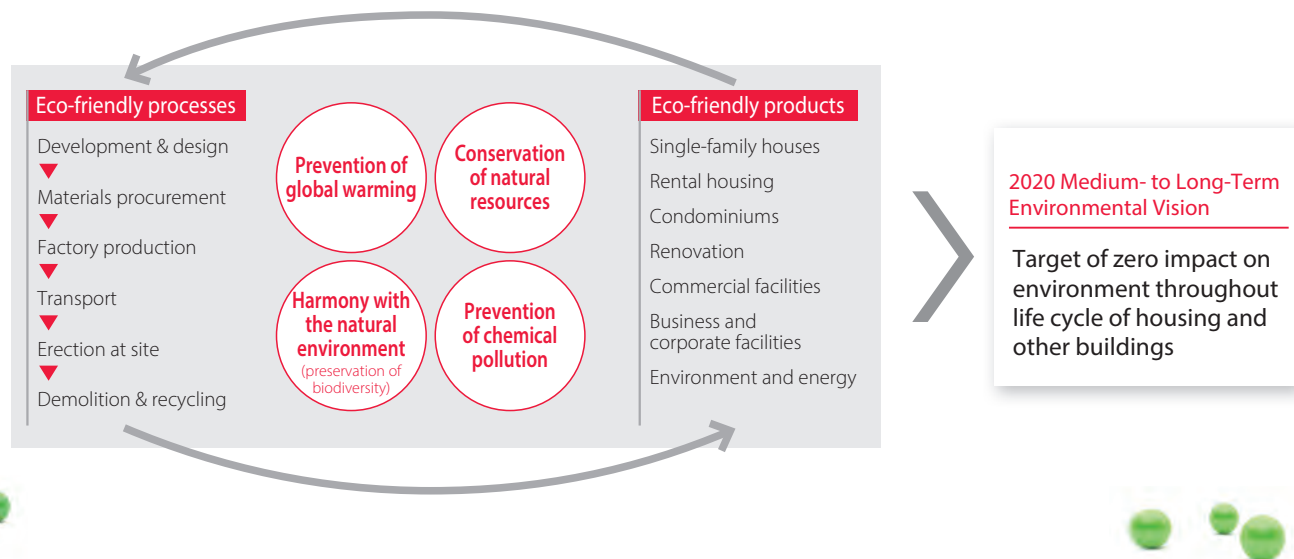 Eco-friendly processes
Development & design
Materials procurement
Factory production
Transport
Erection at site
Demolition & recycling
Prevention of
global warming
Conservation
of natural
resources
Harmony with
the natural
environment
(preservation of
biodiversity)
Prevention
of chemical
pollution
Eco-friendly products
Single-family houses
Rental housing
Condominiums
Renovation
Commercial facilities
Business and
corporate facilities
Environment and energy
2020 Medium- to Long-Term
Environmental Vision
Target of zero impact on
environment throughout
life cycle of housing and
other buildings